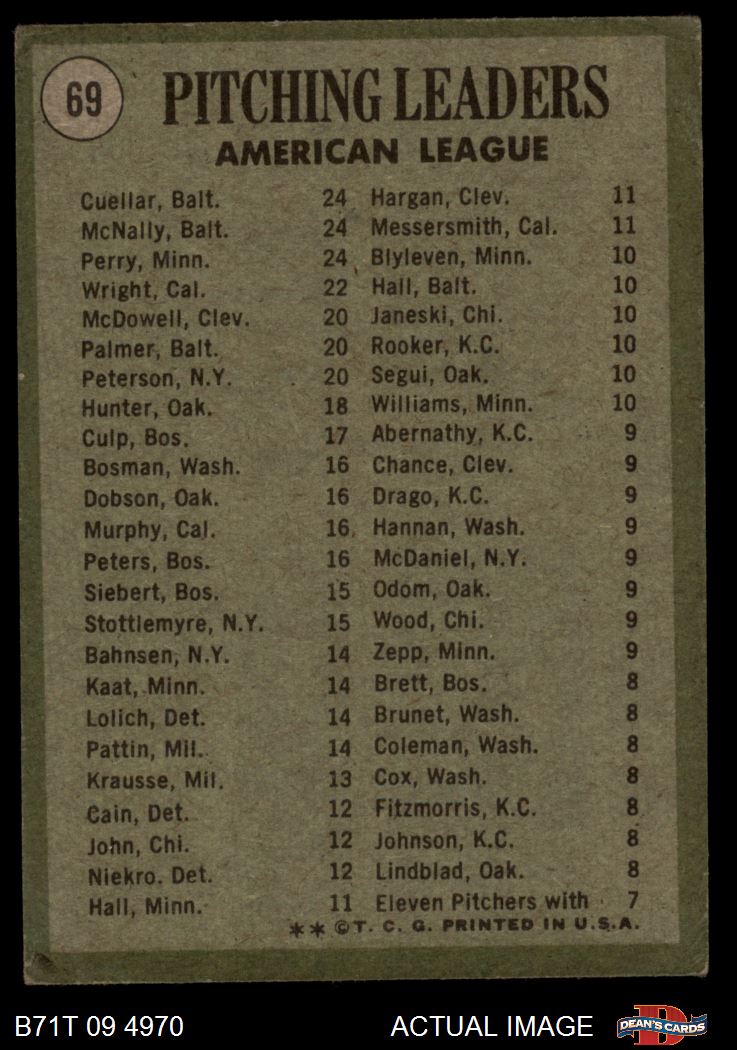 69
PITCHING LEADERS
AMERICAN LEAGUE
Cuellar, Balt. 24
McNally, Balt. 24
Perry, Minn. 24
Wright, Cal. 22
McDowell, Clev. 20
Palmer, Balt. 20
Peterson, N.Y. 20
Hunter, Oak. 18
Culp, Bos. 17
Bosman, Wash. 16
Dobson, Oak. 16
Murphy, Cal. 16
Peters, Bos. 16
Siebert, Bos. 15
Stottlemyre, N.Y. 15
Bahnsen, N.Y. 14
Kaat, Minn. 14
Lolich, Det. 14
Pattin, Mil. 14
Krausse, Mil. 13
Cain, Det. 12
John, Chi. 12
Niekro. Det. 12
Hall, Minn. 11
Hargan, Clev. 11
Messersmith, Cal. 11
Blyleven, Minn. 10
Hall, Balt. 10
Janeski, Chi. 10
Rooker, K.C. 10
Segui, Oak. 10
Williams, Minn. 10
Abernathy, K.C. 9
Chance, Clev. 9
Drago, K.C. 9
Hannan, Wash. 9
McDaniel, N.Y. 9
Odom, Oak. 9
Wood, Chi. 9
Zepp, Minn. 9
Brett, Bos. 8
Brunet, Wash. 8
Coleman, Wash. 8
Cox, Wash. 8
Fitzmorris, K.C. 8
Johnson, K.C. 8
Lindblad, Oak. 8
Eleven Pitchers with 7
** ©T. C. G. PRINTED IN U.S.A.
B71T 09 4970 ACTUAL IMAGE
D
DEAN'S CARDS